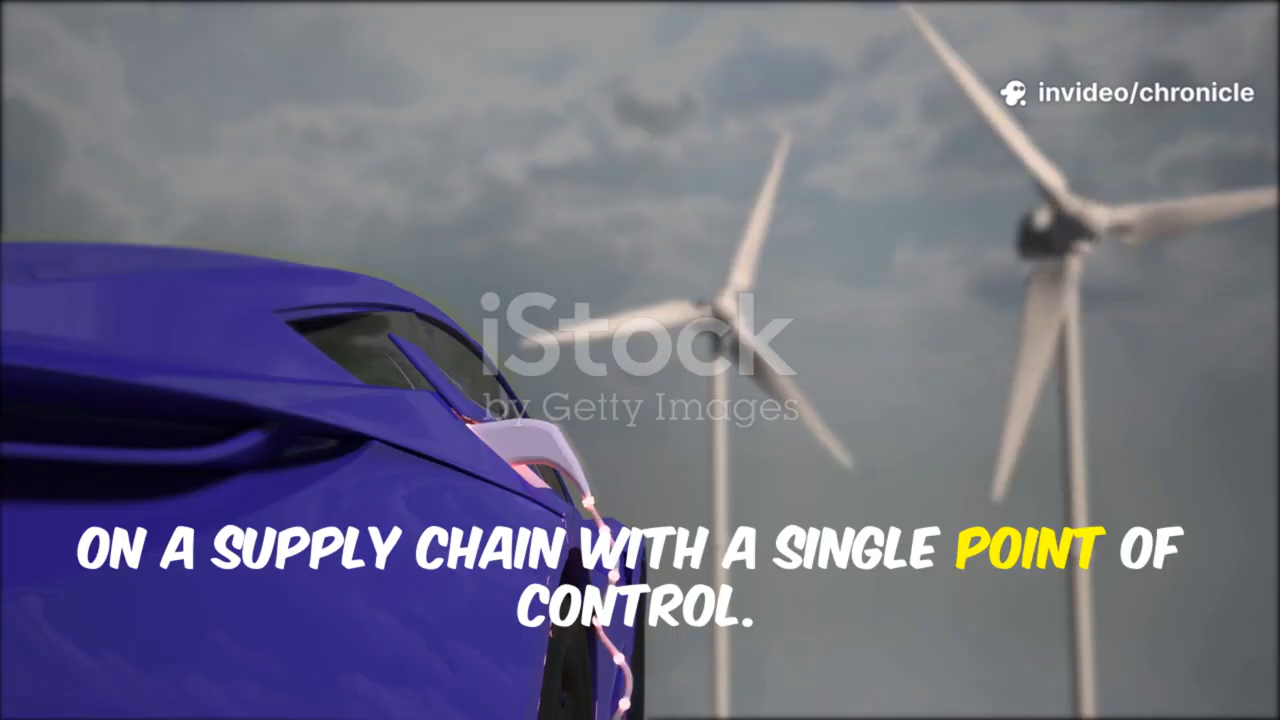 invideo/chronicle
iStock
by Getty Images
ON A SUPPLY CHAIN WITH A SINGLE POINT OF
CONTROL.